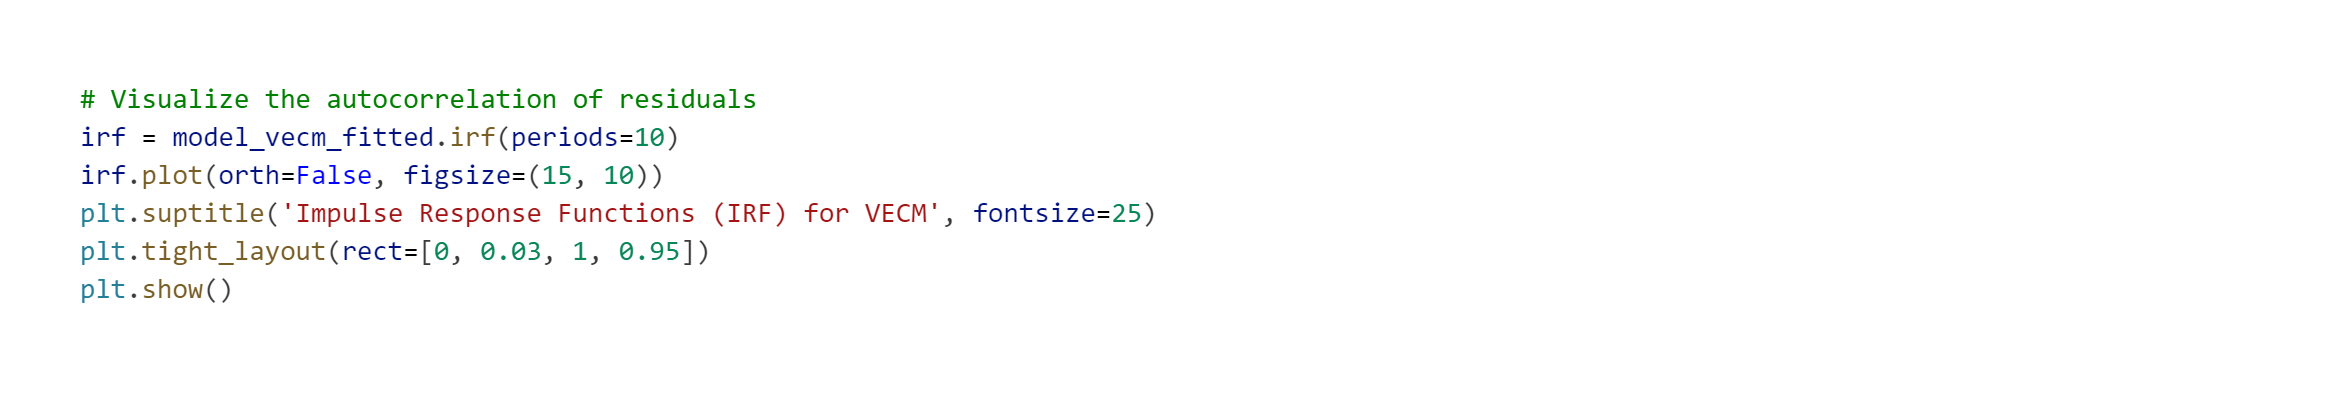 # Visualize the autocorrelation of residuals
irf = model_vecm_fitted.irf(periods=10)
irf.plot(orth=False, figsize=(15, 10))
plt.suptitle('Impulse Response Functions (IRF) for VECM', fontsize=25)
plt.tight_layout(rect=[0, 0.03, 1, 0.95])
plt.show()